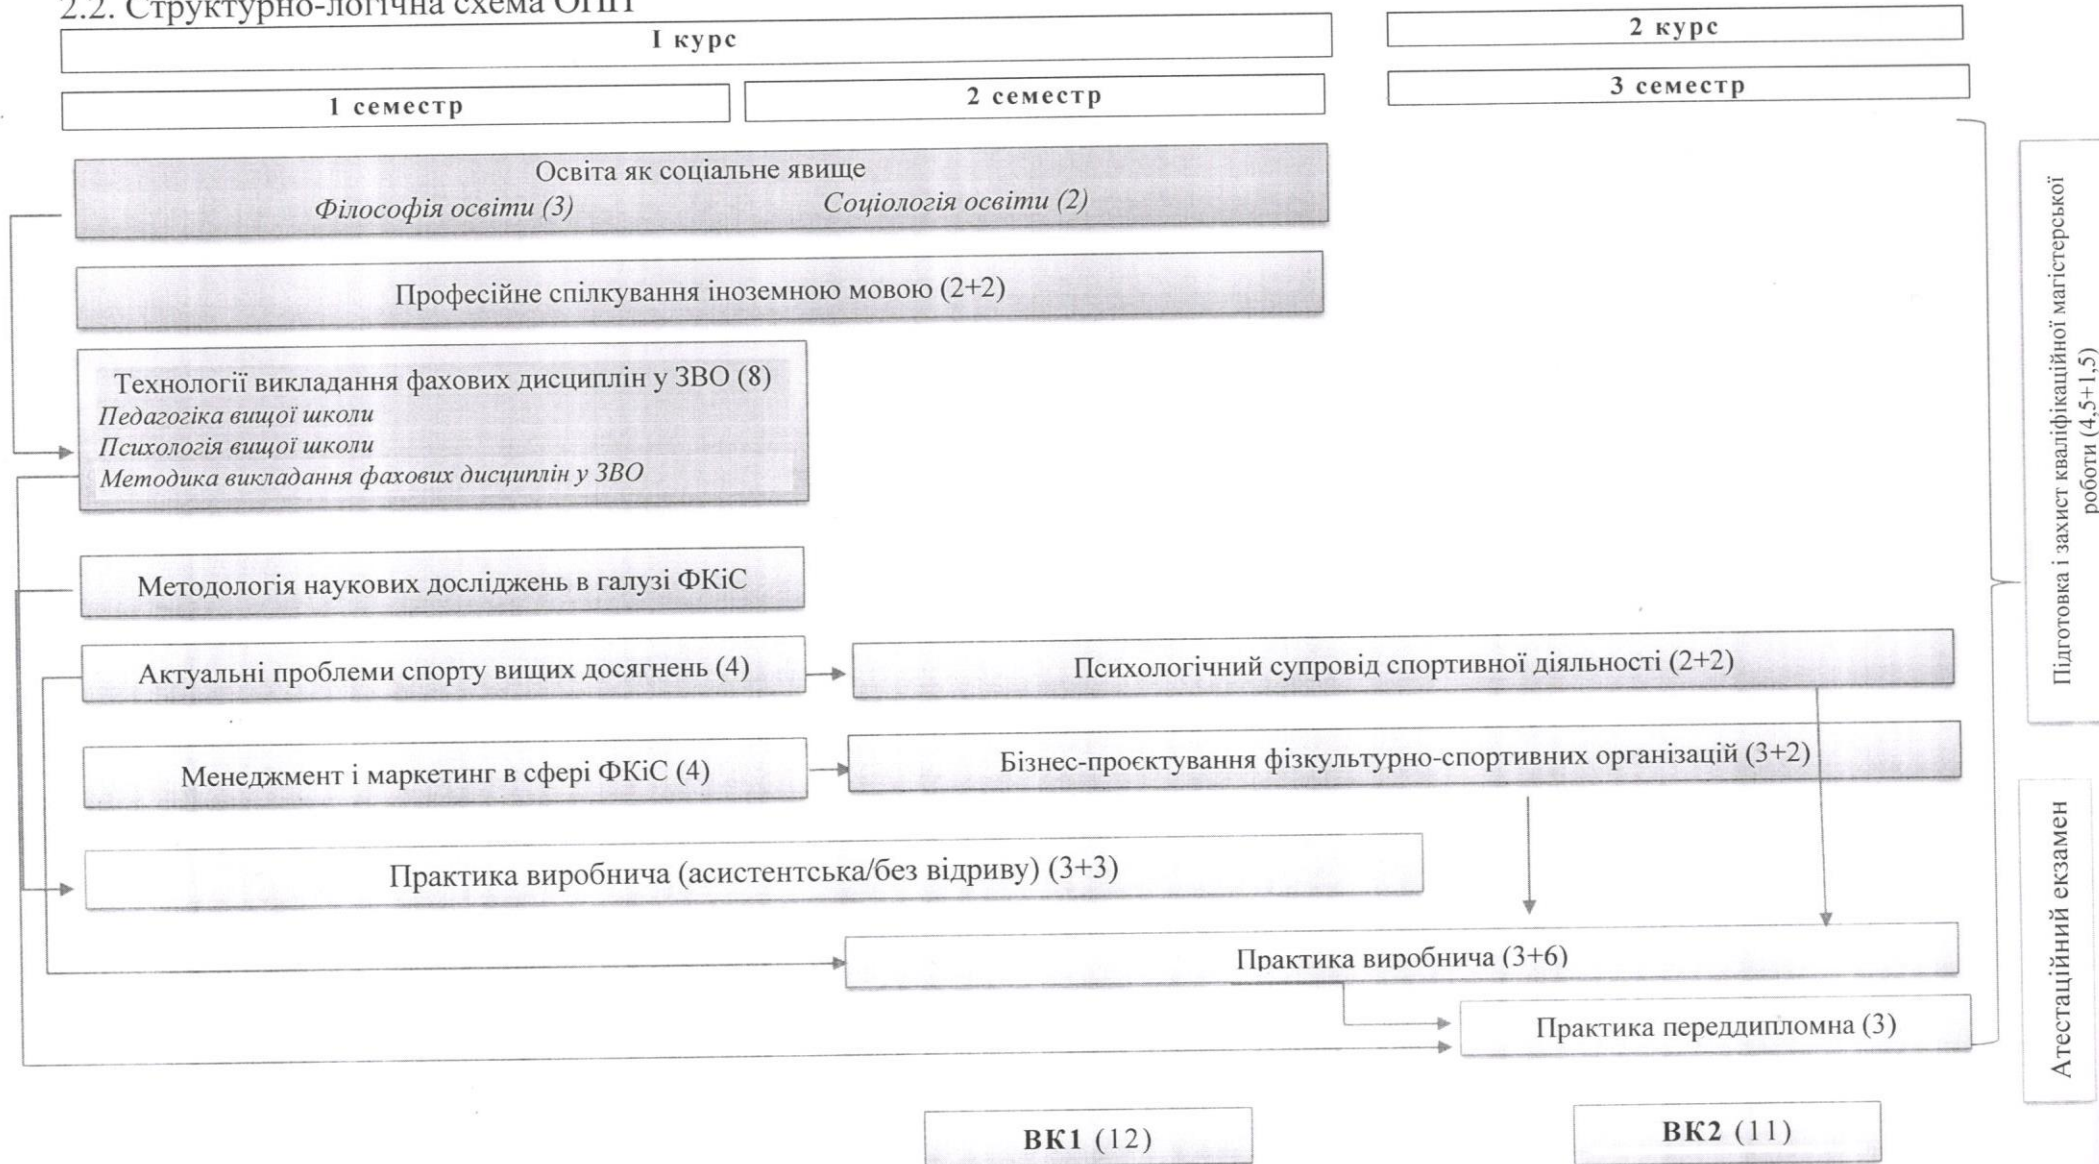 2.2. Структурно-логічна схема ОПП
І курс
2 курс
1 семестр
2 семестр
3 семестр
Освіта як соціальне явище
Філософія освіти (3)
Соціологія освіти (2)
Професійне спілкування іноземною мовою (2+2)
Технології викладання фахових дисциплін у ЗВО (8)
Педагогіка вищої школи
Психологія вищої школи
Методика викладання фахових дисциплін у ЗВО
Методологія наукових досліджень в галузі ФКіС
Актуальні проблеми спорту вищих досягнень (4)
Психологічний супровід спортивної діяльності (2+2)
Менеджмент і маркетинг в сфері ФКіС (4)
Бізнес-проєктування фізкультурно-спортивних організацій (3+2)
Практика виробнича (асистентська/без відриву) (3+3)
Практика виробнича (3+6)
Практика переддипломна (3)
ВК1 (12)
ВК2 (11)
Підготовка і захист кваліфікаційної магістерської
роботи (4,5+1,5)
Атестаційний екзамен